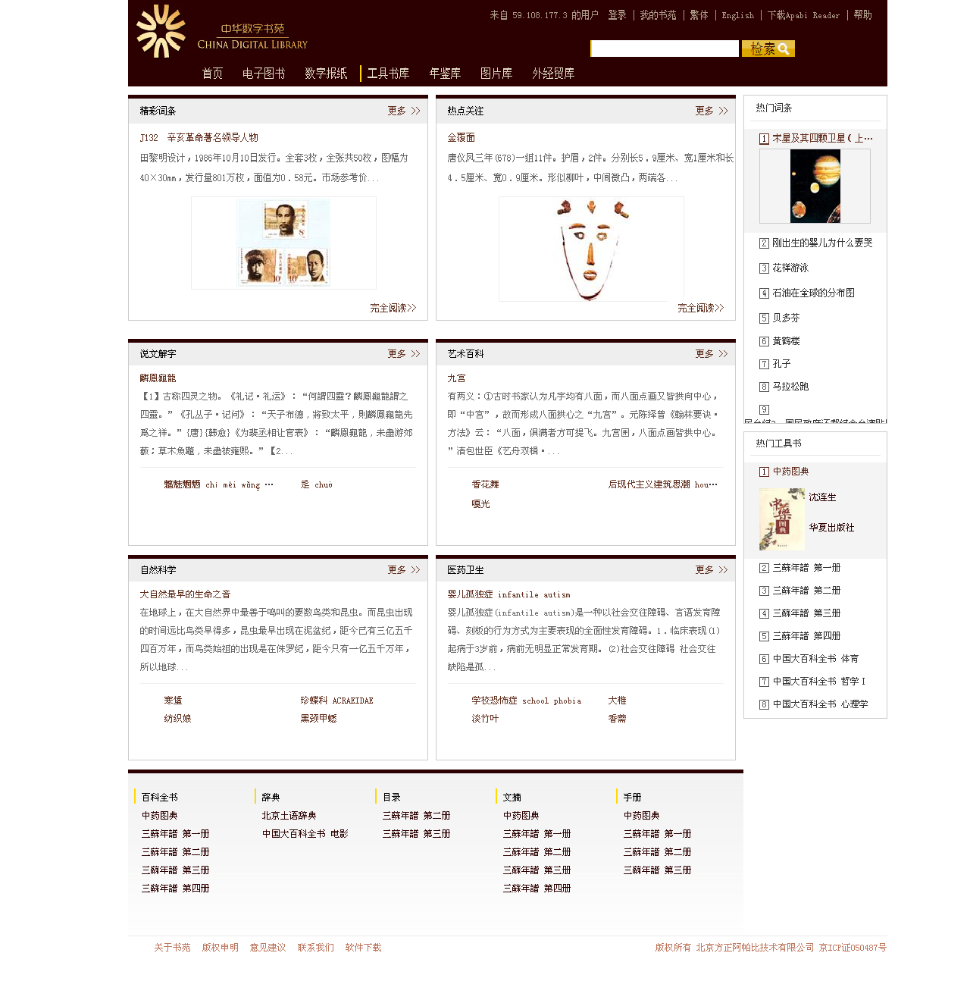 来自 59.108.177.3 的用户 登录 | 我的书苑 | 繁体 | English | 下载Apabi Reader | 帮助
中华数字书苑
CHINA DIGITAL LIBRARY
检索
首页 电子图书 数字报纸 工具书库 年鉴库 图片库 外经贸库
精彩词条 更多 >>
J132 辛亥革命著名领导人物
田黎明设计，1986年10月10日发行。全套3枚，全张共50枚，图幅为
40×30mm，发行量801万枚，面值为0．58元。市场参考价...
完全阅读>>
热点关注 更多 >>
金覆面
唐仪凤三年(678)一组11件。护眉，2件。分别长5．9厘米、宽1厘米和长
4．5厘米、宽0．9厘米。形似柳叶，中间微凸，两端各...
完全阅读>>
热门词条
1 木星及其四颗卫星（上…
2 刚出生的婴儿为什么要哭
3 花样游泳
4 石油在全球的分布图
5 贝多芬
6 黄鹤楼
7 孔子
8 马拉松跑
9
说文解字 更多 >>
麟鳳龜龍
【1】古称四灵之物。《礼记·礼运》：“何謂四靈？麟鳳龜龍謂之
四靈。”《孔丛子·记问》：“天子布德，將致太平，則麟鳳龜龍先
爲之祥。”{唐}{韩愈}《为裴丞相让官表》：“麟鳳龜龍，未盡游郊
藪；草木魚鼈，未盡被雍熙。”【2...
魑魅魍魉 chī mèi wǎng …
辵 chuò
艺术百科 更多 >>
九宫
有两义：①古时书家认为凡字均有八面，而八面点画又皆拱向中心，
即“中宫”，故而形成八面拱心之“九宫”。元陈绎曾《翰林要诀·
方法》云：“八面，俱满者方可提飞。九宫囲，八面点画皆拱中心。
”清包世臣《艺舟双楫·...
香花舞 后现代主义建筑思潮 hou…
嘎光
热门工具书
1 中药图典
沈连生
华夏出版社
2 三蘇年譜 第一册
3 三蘇年譜 第二册
4 三蘇年譜 第三册
5 三蘇年譜 第四册
6 中国大百科全书 体育
7 中国大百科全书 哲学Ⅰ
8 中国大百科全书 心理学
自然科学 更多 >>
大自然最早的生命之音
在地球上，在大自然界中最善于鸣叫的要数鸟类和昆虫。而昆虫出现
的时间远比鸟类早得多，昆虫最早出现在泥盆纪，距今已有三亿五千
四百万年，而鸟类始祖的出现是在侏罗纪，距今只有一亿五千万年，
所以地球...
寒螀 珍蝶科 ACRAEIDAE
纺织娘 黑颈甲蟋
医药卫生 更多 >>
婴儿孤独症 infantile autism
婴儿孤独症(infantile autism)是一种以社会交往障碍、言语发育障
碍、刻板的行为方式为主要表现的全面性发育障碍。1．临床表现(1)
起病于3岁前，病前无明显正常发育期。(2)社会交往障碍 社会交往
缺陷是孤...
学校恐怖症 school phobia 大椎
淡竹叶 香薷
百科全书
中药图典
三蘇年譜 第一册
三蘇年譜 第二册
三蘇年譜 第三册
三蘇年譜 第四册
辞典
北京土语辞典
中国大百科全书 电影
目录
三蘇年譜 第二册
三蘇年譜 第三册
文摘
中药图典
三蘇年譜 第一册
三蘇年譜 第二册
三蘇年譜 第三册
三蘇年譜 第四册
手册
中药图典
三蘇年譜 第一册
三蘇年譜 第二册
三蘇年譜 第三册
关于书苑 版权申明 意见建议 联系我们 软件下载
版权所有 北京方正阿帕比技术有限公司 京ICP证050487号